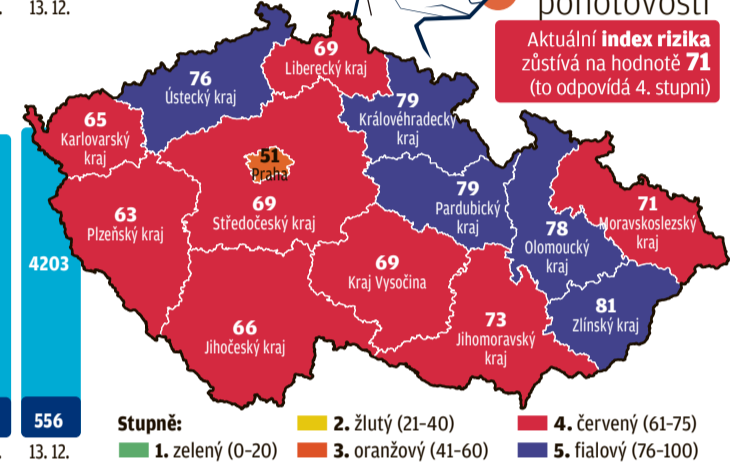 13. 12.
pohotovosti
Aktuální index rizika
zůstívá na hodnotě 71
(to odpovídá 4. stupni)
69
Liberecký kraj
76
Ústecký kraj
79
Královéhradecký
kraj
65
Karlovarský
kraj
51
Praha
69
Středočeský kraj
79
Pardubický
kraj
71
Moravskoslezský
kraj
63
Plzeňský kraj
78
Olomoucký
kraj
69
Kraj Vysočina
81
Zlínský kraj
66
Jihočeský kraj
73
Jihomoravský
kraj
4203
556
13. 12.
Stupně:
1. zelený (0–20)
2. žlutý (21–40)
3. oranžový (41–60)
4. červený (61–75)
5. fialový (76–100)